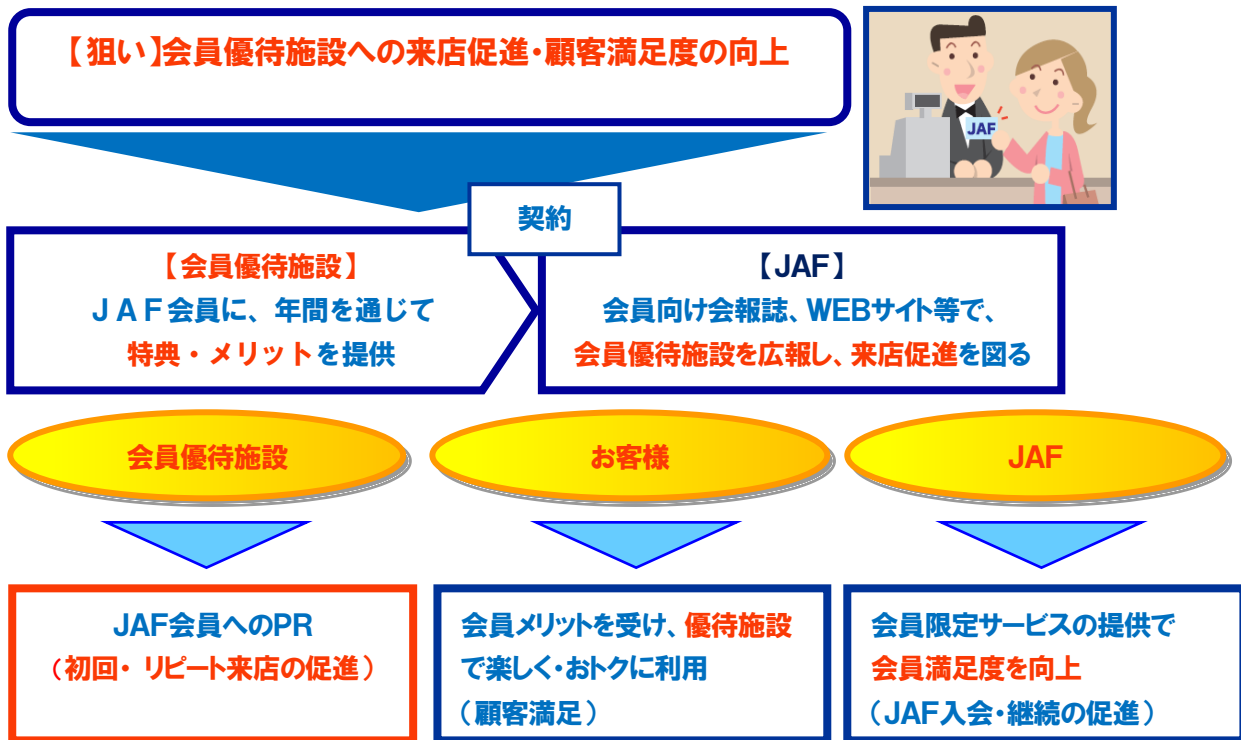 【狙い】会員優待施設への来店促進・顧客満足度の向上
JAF
契約
【会員優待施設】
JAF会員に、年間を通じて
特典・メリットを提供
【JAF】
会員向け会報誌、WEBサイト等で、
会員優待施設を広報し、来店促進を図る
会員優待施設
お客様
JAF
JAF会員へのPR
（初回・リピート来店の促進）
会員メリットを受け、優待施設
で楽しく・おトクに利用
（顧客満足）
会員限定サービスの提供で
会員満足度を向上
（JAF入会・継続の促進）